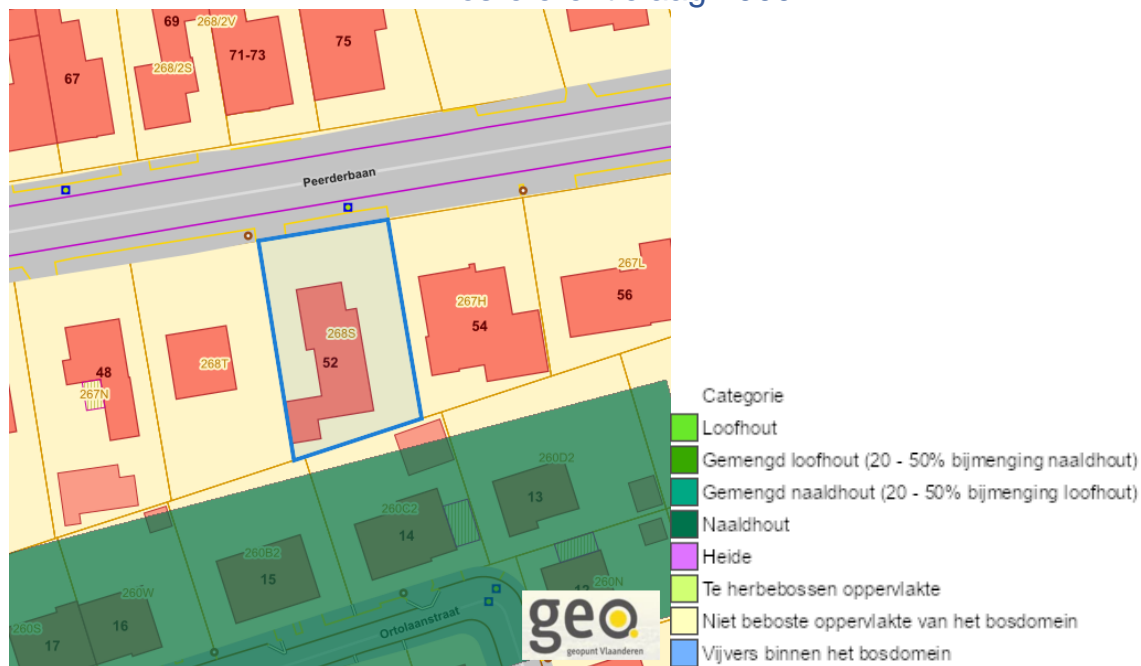 69
268/2V
71-73
75
67
268/2S
Peerderbaan
267L
56
267H
54
268S
52
268T
48
267N
Categorie
Loofhout
Gemengd loofhout (20 - 50% bijmenging naaldhout)
Gemengd naaldhout (20 - 50% bijmenging loofhout)
Naaldhout
Heide
Te herbebossen oppervlakte
Niet beboste oppervlakte van het bosdomein
Vijvers binnen het bosdomein
260D2
13
260C2
14
260B2
15
260W
16
260S
17
260N
Ortolaanstraat
geo.
geopunt Vlaanderen